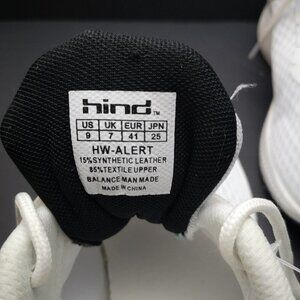 hind™
US UK EUR JPN
9 7 41 25
HW-ALERT
15% SYNTHETIC LEATHER
85% TEXTILE UPPER
BALANCE MAN MADE
MADE IN CHINA